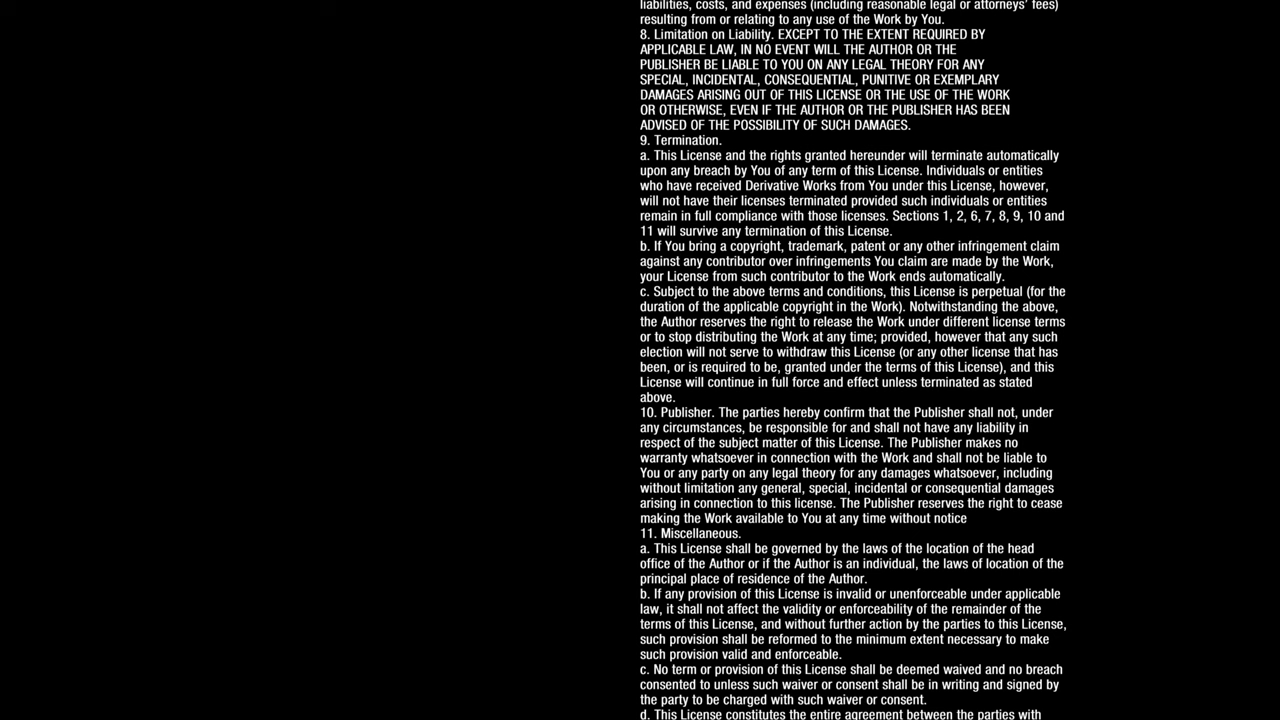 liabilities, costs, and expenses (including reasonable legal or attorneys’ fees)
resulting from or relating to any use of the Work by You.
8. Limitation on Liability. EXCEPT TO THE EXTENT REQUIRED BY
APPLICABLE LAW, IN NO EVENT WILL THE AUTHOR OR THE
PUBLISHER BE LIABLE TO YOU ON ANY LEGAL THEORY FOR ANY
SPECIAL, INCIDENTAL, CONSEQUENTIAL, PUNITIVE OR EXEMPLARY
DAMAGES ARISING OUT OF THIS LICENSE OR THE USE OF THE WORK
OR OTHERWISE, EVEN IF THE AUTHOR OR THE PUBLISHER HAS BEEN
ADVISED OF THE POSSIBILITY OF SUCH DAMAGES.
9. Termination.
a. This License and the rights granted hereunder will terminate automatically
upon any breach by You of any term of this License. Individuals or entities
who have received Derivative Works from You under this License, however,
will not have their licenses terminated provided such individuals or entities
remain in full compliance with those licenses. Sections 1, 2, 6, 7, 8, 9, 10 and
11 will survive any termination of this License.
b. If You bring a copyright, trademark, patent or any other infringement claim
against any contributor over infringements You claim are made by the Work,
your License from such contributor to the Work ends automatically.
c. Subject to the above terms and conditions, this License is perpetual (for the
duration of the applicable copyright in the Work). Notwithstanding the above,
the Author reserves the right to release the Work under different license terms
or to stop distributing the Work at any time; provided, however that any such
election will not serve to withdraw this License (or any other license that has
been, or is required to be, granted under the terms of this License), and this
License will continue in full force and effect unless terminated as stated
above.
10. Publisher. The parties hereby confirm that the Publisher shall not, under
any circumstances, be responsible for and shall not have any liability in
respect of the subject matter of this License. The Publisher makes no
warranty whatsoever in connection with the Work and shall not be liable to
You or any party on any legal theory for any damages whatsoever, including
without limitation any general, special, incidental or consequential damages
arising in connection to this license. The Publisher reserves the right to cease
making the Work available to You at any time without notice
11. Miscellaneous.
a. This License shall be governed by the laws of the location of the head
office of the Author or if the Author is an individual, the laws of location of the
principal place of residence of the Author.
b. If any provision of this License is invalid or unenforceable under applicable
law, it shall not affect the validity or enforceability of the remainder of the
terms of this License, and without further action by the parties to this License,
such provision shall be reformed to the minimum extent necessary to make
such provision valid and enforceable.
c. No term or provision of this License shall be deemed waived and no breach
consented to unless such waiver or consent shall be in writing and signed by
the party to be charged with such waiver or consent.
d. This License constitutes the entire agreement between the parties with